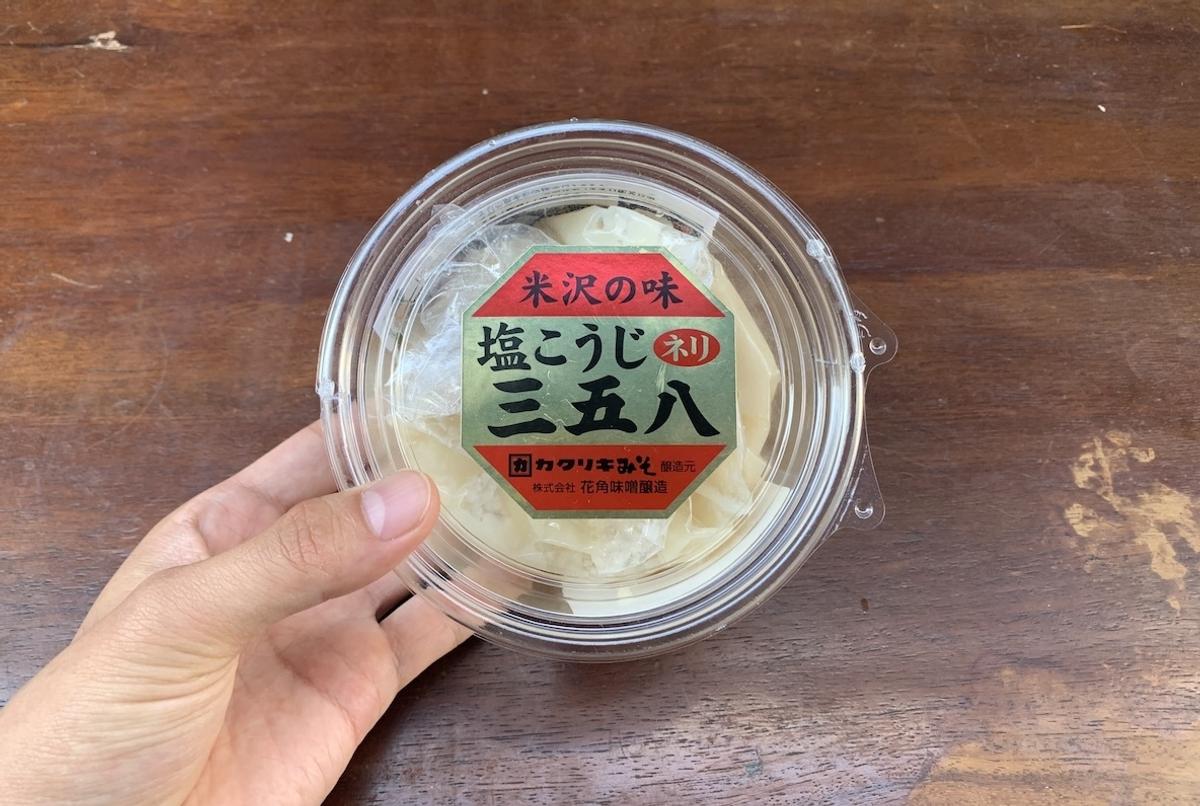 米沢の味
塩こうじ ネリ
三五八
カ カクリキみそ 醸造元
株式会社 花角味噌醸造